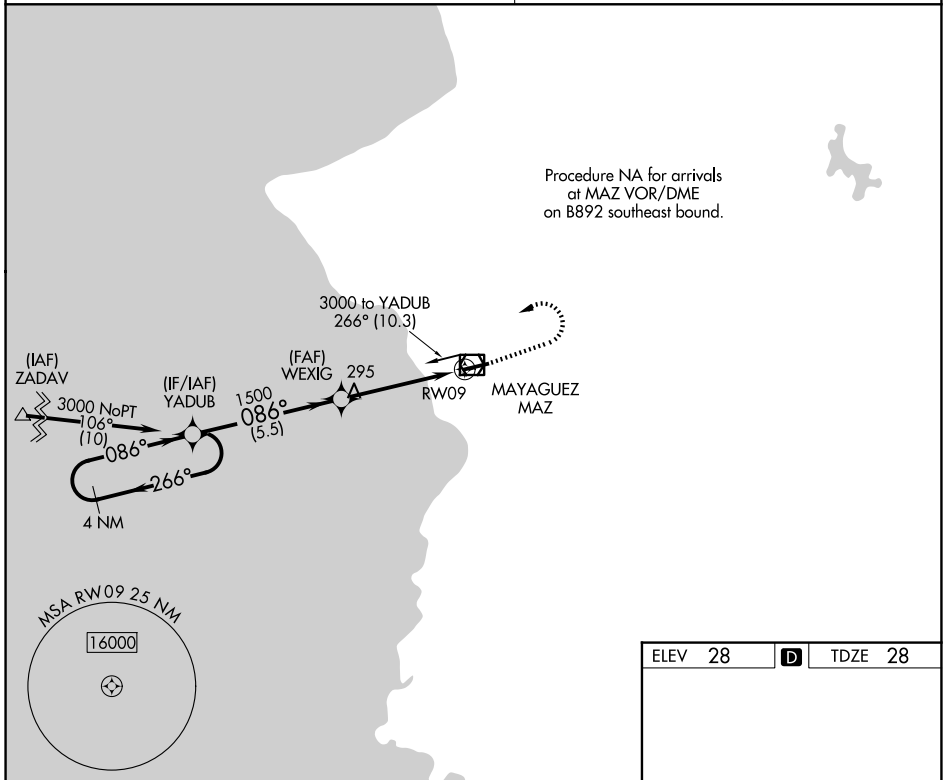 Procedure NA for arrivals
at MAZ VOR/DME
on B892 southeast bound.
3000 to YADUB
266° (10.3)
(IAF)
ZADAV
(IF/IAF)
YADUB
(FAF)
WEXIG
295
RW09
MAYAGUEZ
MAZ
3000 NoPT
106°
(10)
1500
086°
(5.5)
086°
266°
4 NM
MSA RW09 25 NM
16000
ELEV 28 D TDZE 28